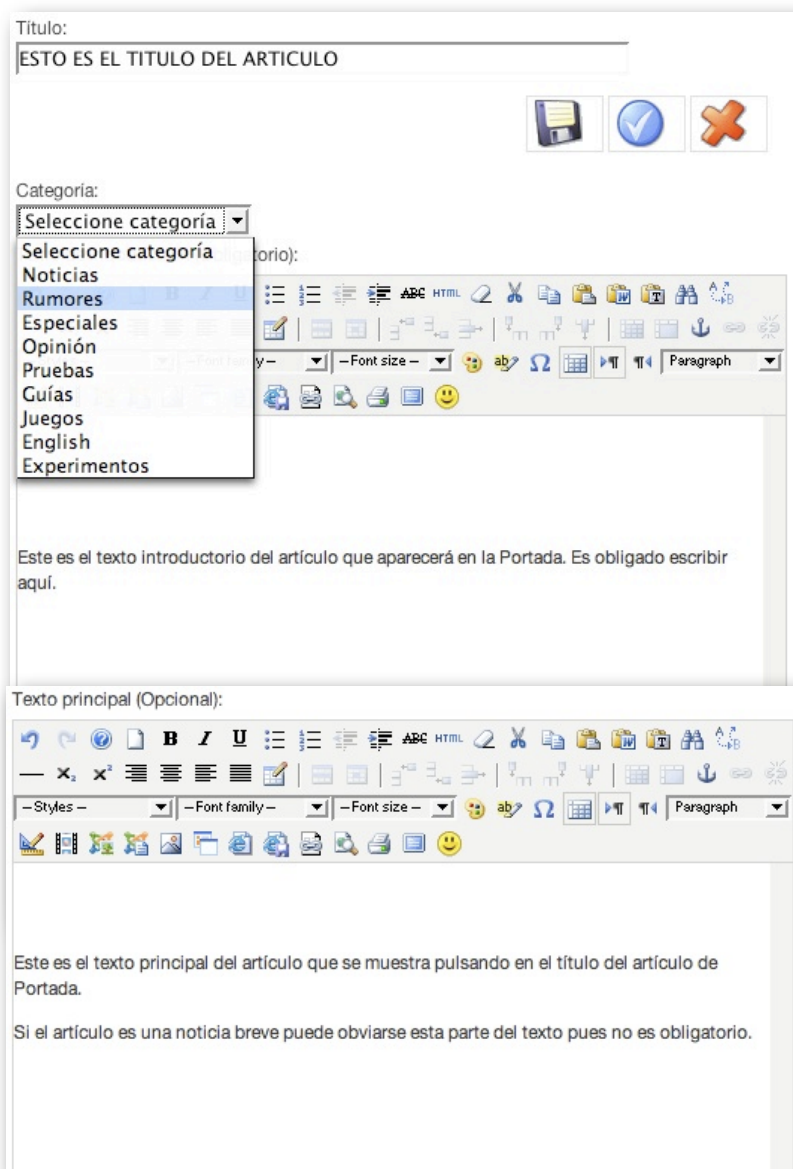 Título:
ESTO ES EL TITULO DEL ARTICULO
Categoría:
Seleccione categoría
Seleccione categoría
Noticias
Rumores
Especiales
Opinión
Pruebas
Guías
Juegos
English
Experimentos
ABC HTML
–Font size– Paragraph
Este es el texto introductorio del artículo que aparecerá en la Portada. Es obligado escribir
aquí.
Texto principal (Opcional):
B I U ABC HTML
–Styles– –Font family– –Font size– Paragraph
Este es el texto principal del artículo que se muestra pulsando en el título del artículo de
Portada.
Si el artículo es una noticia breve puede obviarse esta parte del texto pues no es obligatorio.